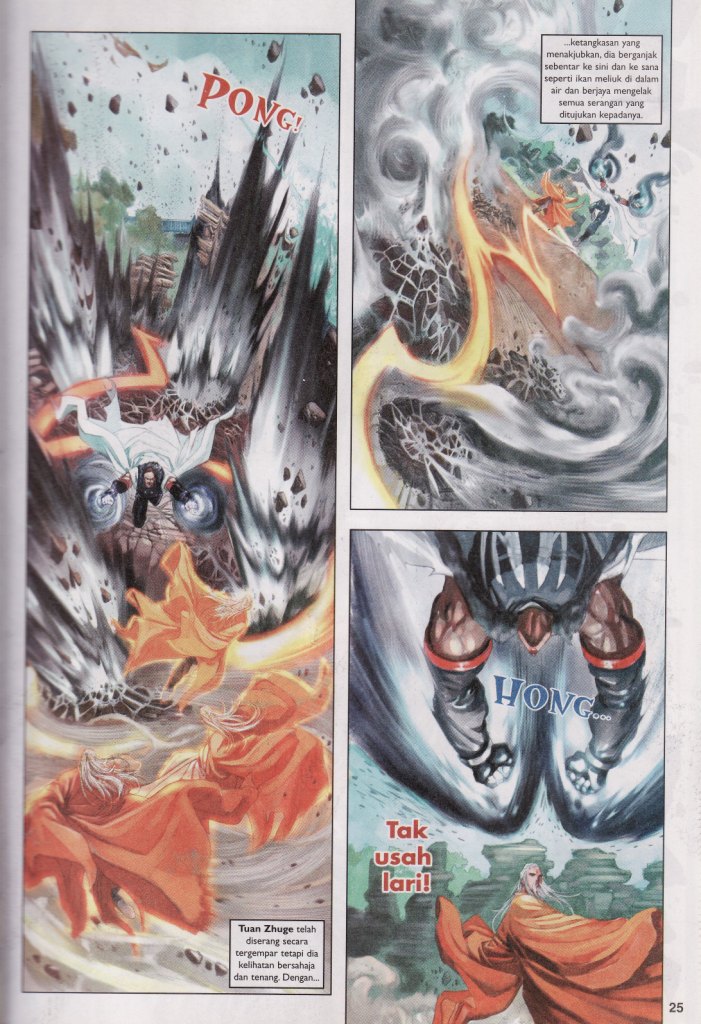 PONG!
Tuan Zhuge telah
diserang secara
tergempar tetapi dia
kelihatan bersahaja
dan tenang. Dengan...
...ketangkasan yang
menakjubkan, dia berganjak
sebentar ke sini dan ke sana
seperti ikan meliuk di dalam
air dan berjaya mengelak
semua serangan yang
ditujukan kepadanya.
HONG...
Tak
usah
lari!
25